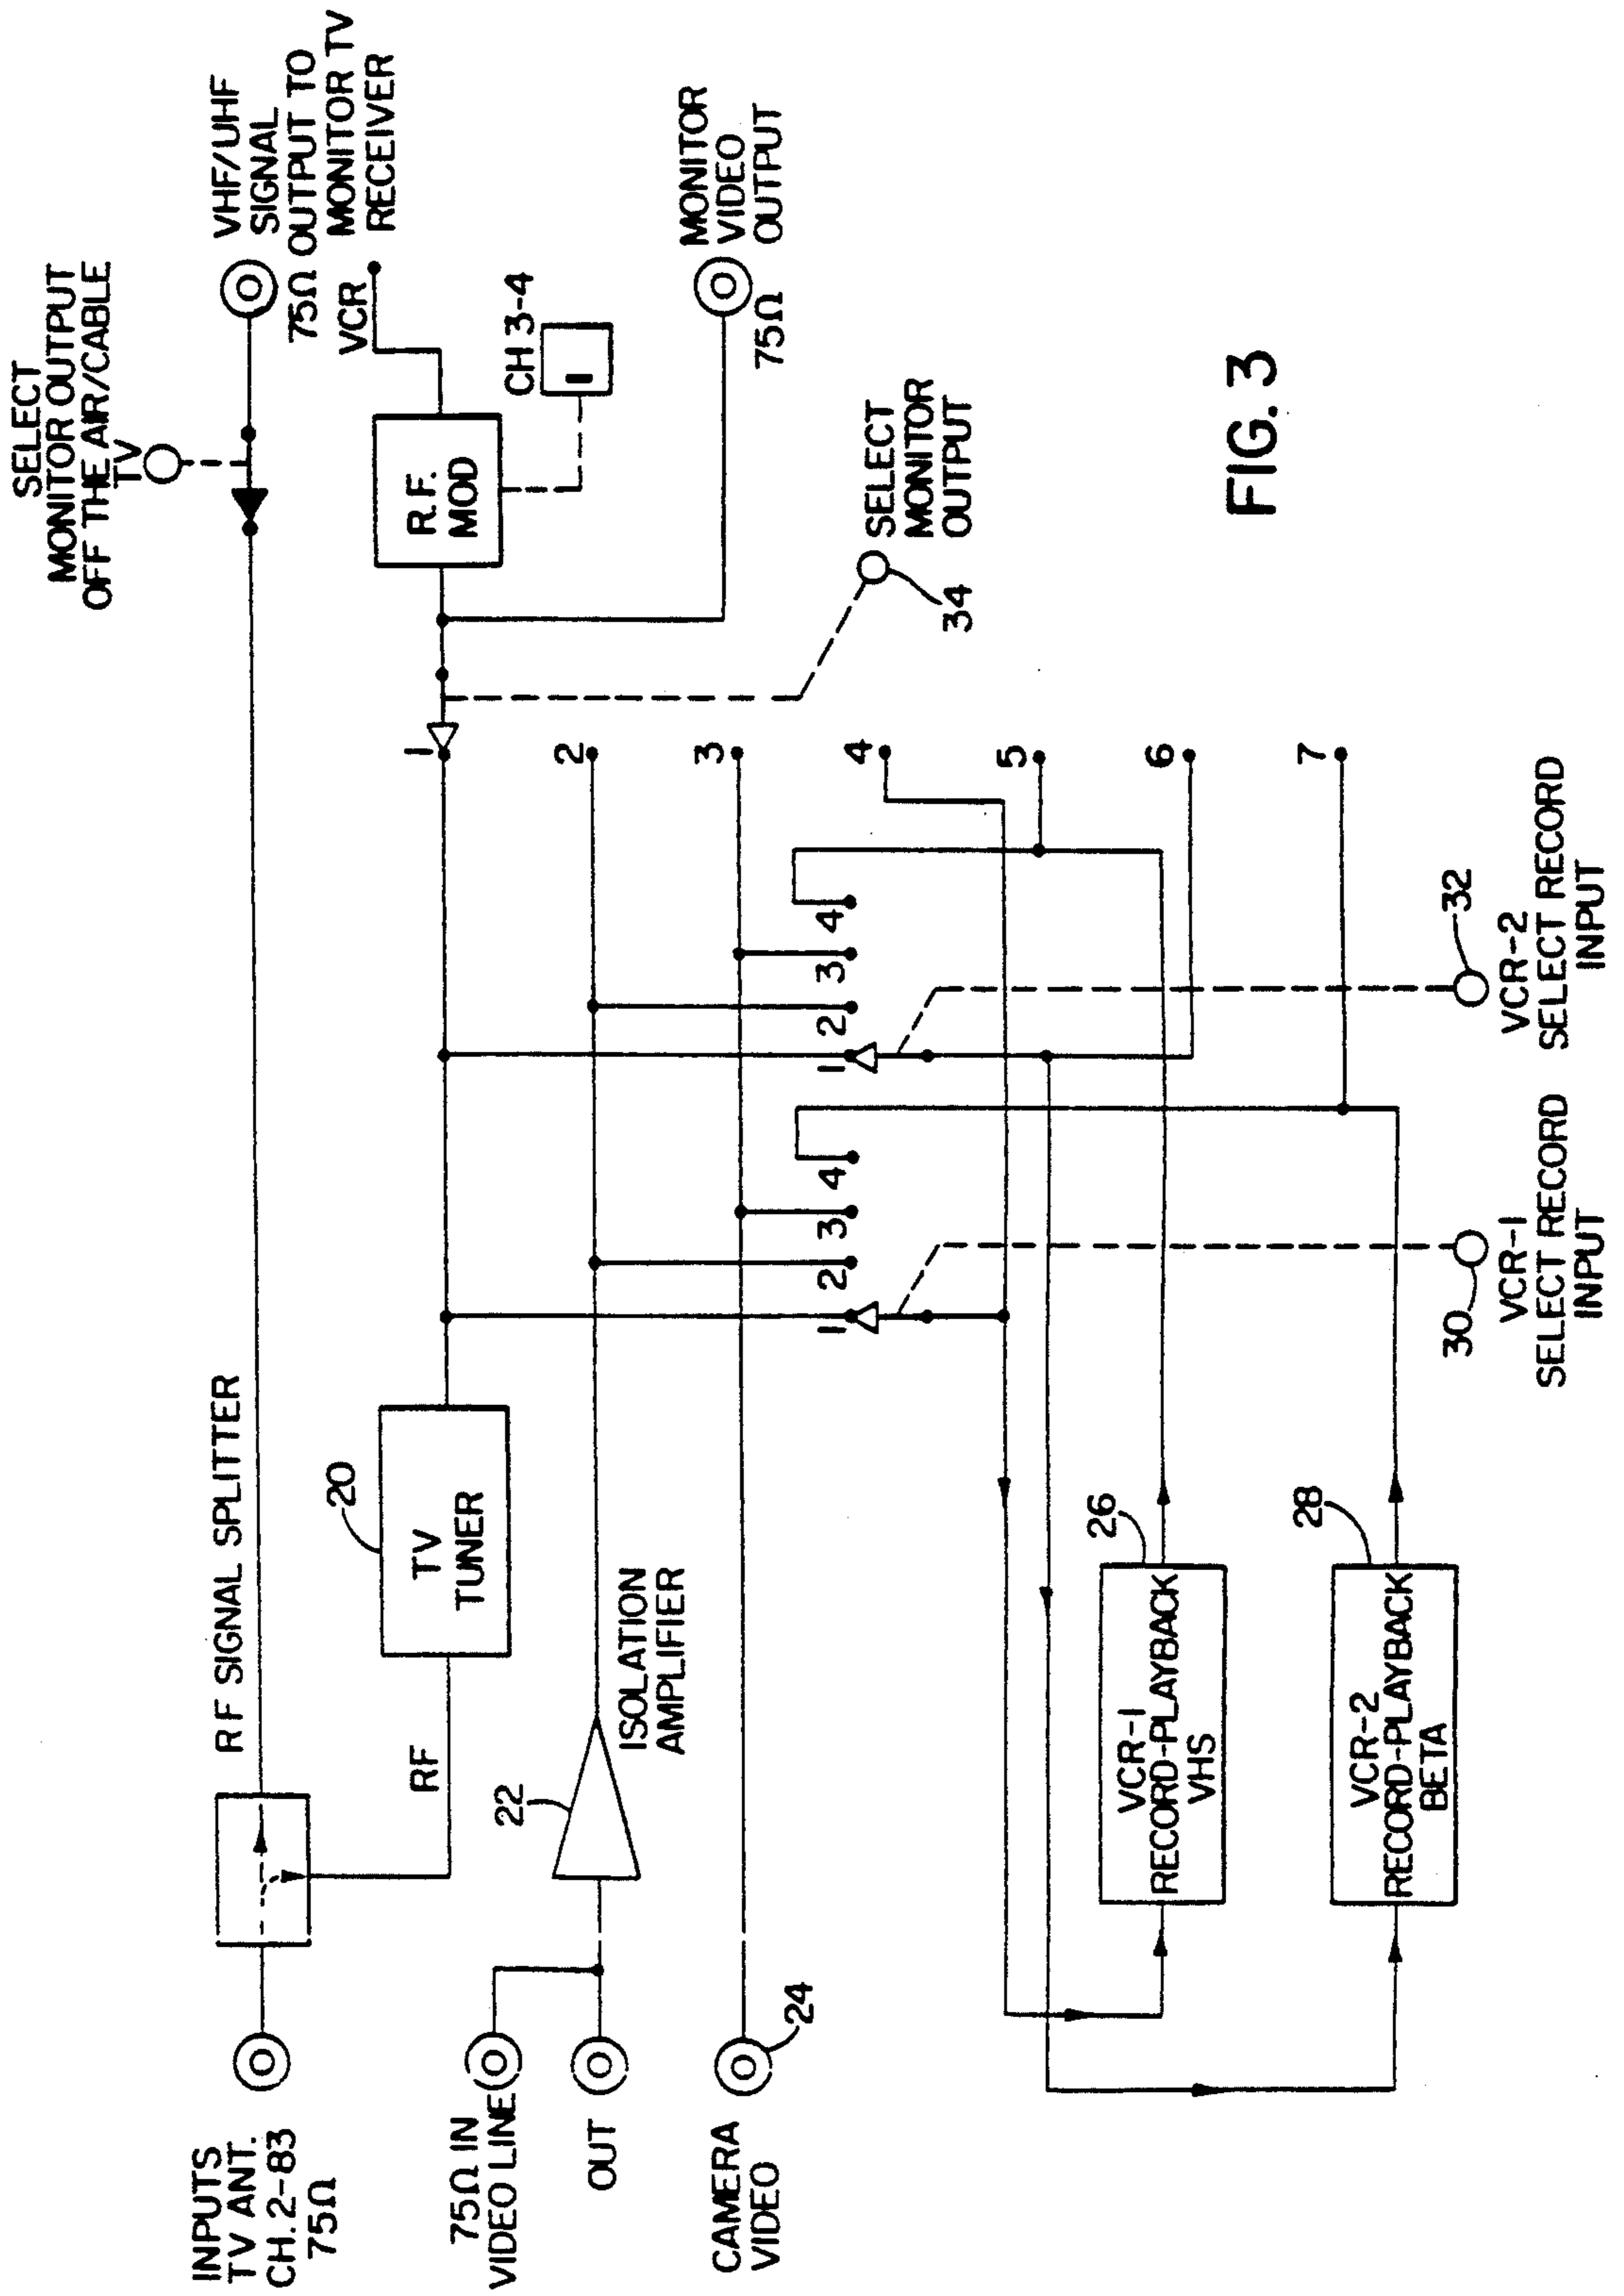 SELECT
MONITOR OUTPUT
OFF THE AIR/CABLE
TV
VHF/UHF
SIGNAL
75Ω OUTPUT TO
MONITOR TV
RECEIVER
VCR
R.F.
MOD
CH 3-4
MONITOR
VIDEO
OUTPUT
75Ω
SELECT
MONITOR
OUTPUT
34
INPUTS
TV ANT.
CH. 2-83
75Ω
RF SIGNAL SPLITTER
RF
20
TV
TUNER
75Ω IN
VIDEO LINE
OUT
22
ISOLATION
AMPLIFIER
CAMERA
VIDEO
24
1
2
3
4
5
6
7
1
2
3
4
1
2
3
4
26
VCR-1
RECORD-PLAYBACK
VHS
28
VCR-2
RECORD-PLAYBACK
BETA
30
VCR-1
SELECT RECORD
INPUT
32
VCR-2
SELECT RECORD
INPUT
FIG. 3